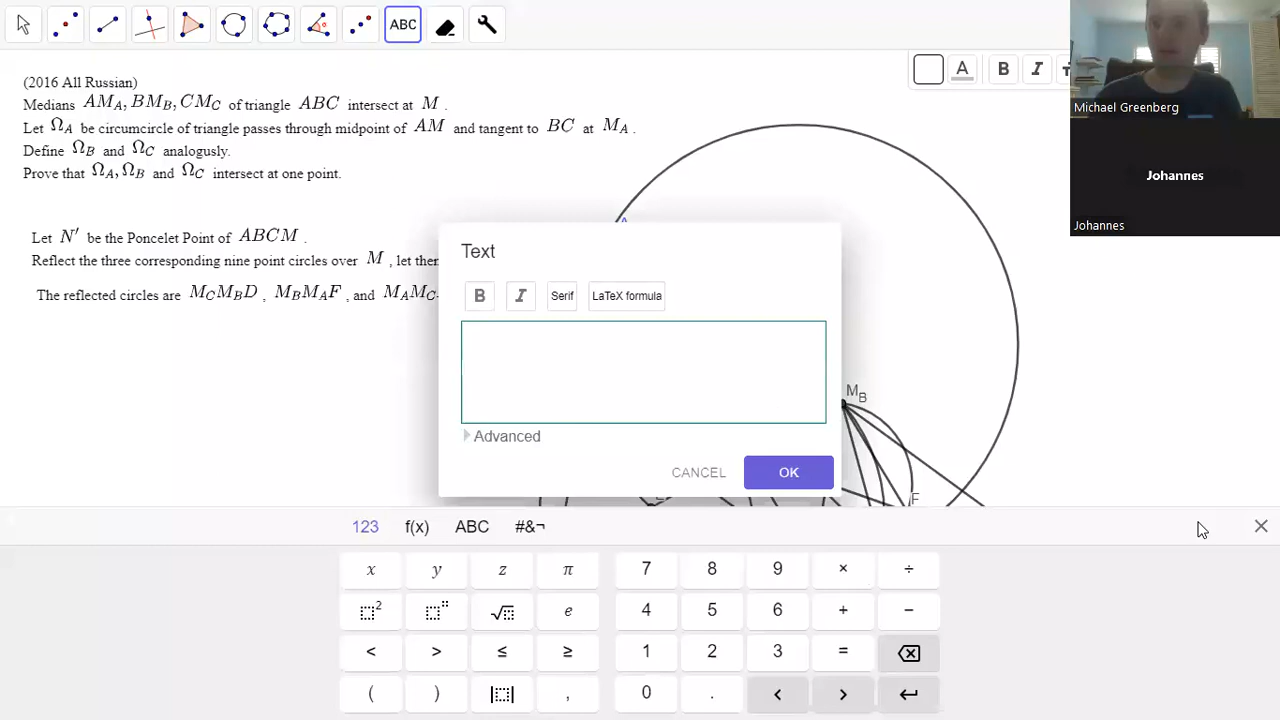 ABC
(2016 All Russian)
Medians AM_A, BM_B, CM_C of triangle ABC intersect at M .
Let Ω_A be circumcircle of triangle passes through midpoint of AM and tangent to BC at M_A .
Define Ω_B and Ω_C analogously.
Prove that Ω_A, Ω_B and Ω_C intersect at one point.
Let N′ be the Poncelet Point of ABCM .
Reflect the three corresponding nine point circles over M , let ther
The reflected circles are M_CM_BD , M_BM_AF , and M_AM_C
A B I
Michael Greenberg
Johannes
Johannes
M_B
F
Text
B I Serif LaTeX formula
Advanced
CANCEL OK
123 f(x) ABC #&¬
x y z π 7 8 9 × ÷
□² □^□ √□ e 4 5 6 + −
< > ≤ ≥ 1 2 3 =
( ) |□| , 0 . < >